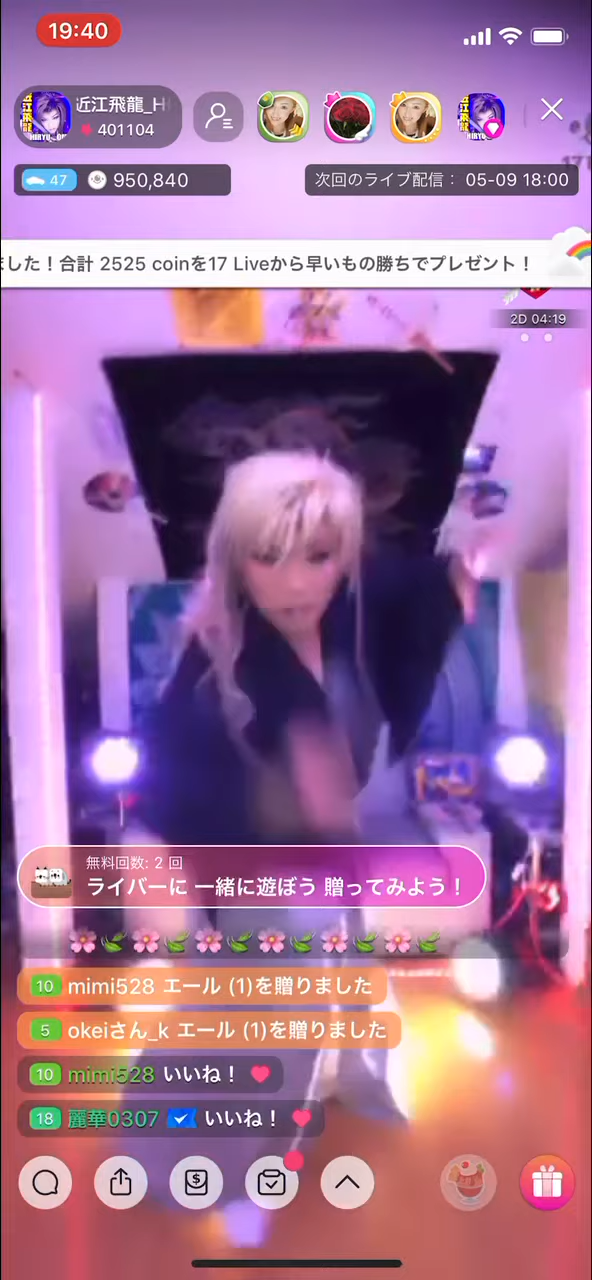 19:40
近江飛龍_H
401104
47
950,840
次回のライブ配信: 05-09 18:00
ました!合計 2525 coinを17 Liveから早いもの勝ちでプレゼント!
2D 04:19
無料回数: 2 回
ライバーに 一緒に遊ぼう 贈ってみよう!
🌸🌿🌸🌿🌸🌿🌸🌿🌸🌿🌸🌿
10 mimi528 エール (1)を贈りました
5 okeiさん_k エール (1)を贈りました
10 mimi528 いいね!
18 麗華0307 いいね!